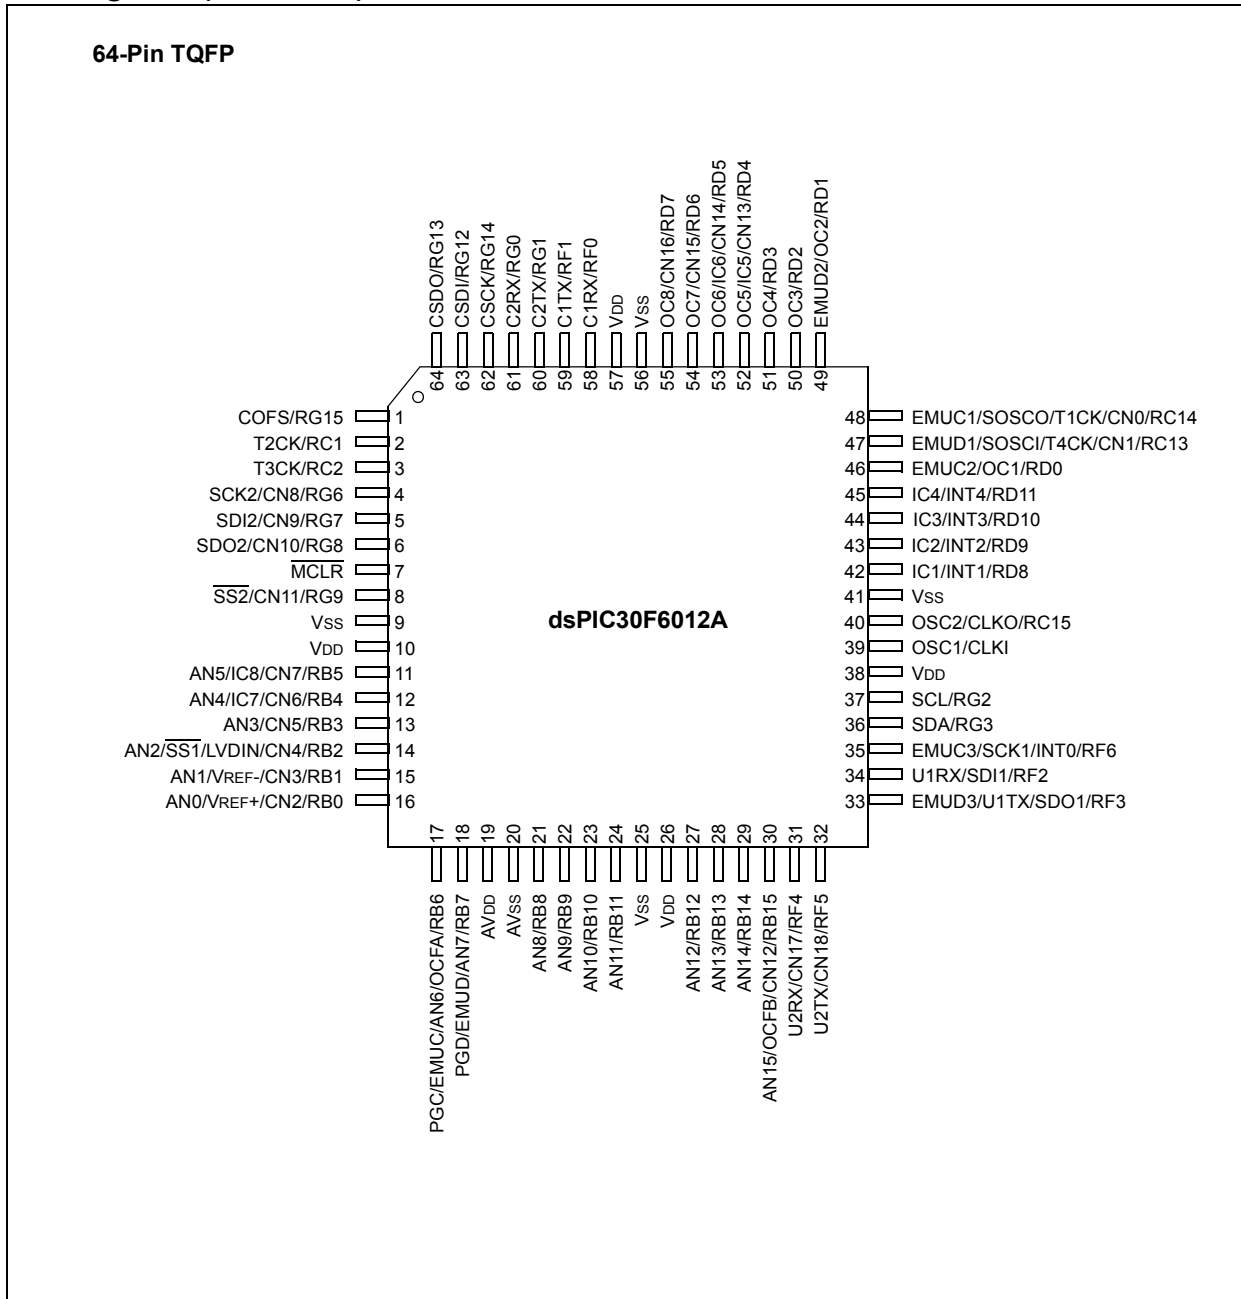 64-Pin TQFP
CSDO/RG13
CSDI/RG12
CSCK/RG14
C2RX/RG0
C2TX/RG1
C1TX/RF1
C1RX/RF0
VDD
VSS
OC8/CN16/RD7
OC7/CN15/RD6
OC6/IC6/CN14/RD5
OC5/IC5/CN13/RD4
OC4/RD3
OC3/RD2
EMUD2/OC2/RD1
64 63 62 61 60 59 58 57 56 55 54 53 52 51 50 49
COFS/RG15 1
T2CK/RC1 2
T3CK/RC2 3
SCK2/CN8/RG6 4
SDI2/CN9/RG7 5
SDO2/CN10/RG8 6
MCLR 7
SS2/CN11/RG9 8
VSS 9
VDD 10
AN5/IC8/CN7/RB5 11
AN4/IC7/CN6/RB4 12
AN3/CN5/RB3 13
AN2/SS1/LVDIN/CN4/RB2 14
AN1/VREF-/CN3/RB1 15
AN0/VREF+/CN2/RB0 16
dsPIC30F6012A
48 EMUC1/SOSCO/T1CK/CN0/RC14
47 EMUD1/SOSCI/T4CK/CN1/RC13
46 EMUC2/OC1/RD0
45 IC4/INT4/RD11
44 IC3/INT3/RD10
43 IC2/INT2/RD9
42 IC1/INT1/RD8
41 VSS
40 OSC2/CLKO/RC15
39 OSC1/CLKI
38 VDD
37 SCL/RG2
36 SDA/RG3
35 EMUC3/SCK1/INT0/RF6
34 U1RX/SDI1/RF2
33 EMUD3/U1TX/SDO1/RF3
17 18 19 20 21 22 23 24 25 26 27 28 29 30 31 32
PGC/EMUC/AN6/OCFA/RB6
PGD/EMUD/AN7/RB7
AVDD
AVSS
AN8/RB8
AN9/RB9
AN10/RB10
AN11/RB11
VSS
VDD
AN12/RB12
AN13/RB13
AN14/RB14
AN15/OCFB/CN12/RB15
U2RX/CN17/RF4
U2TX/CN18/RF5